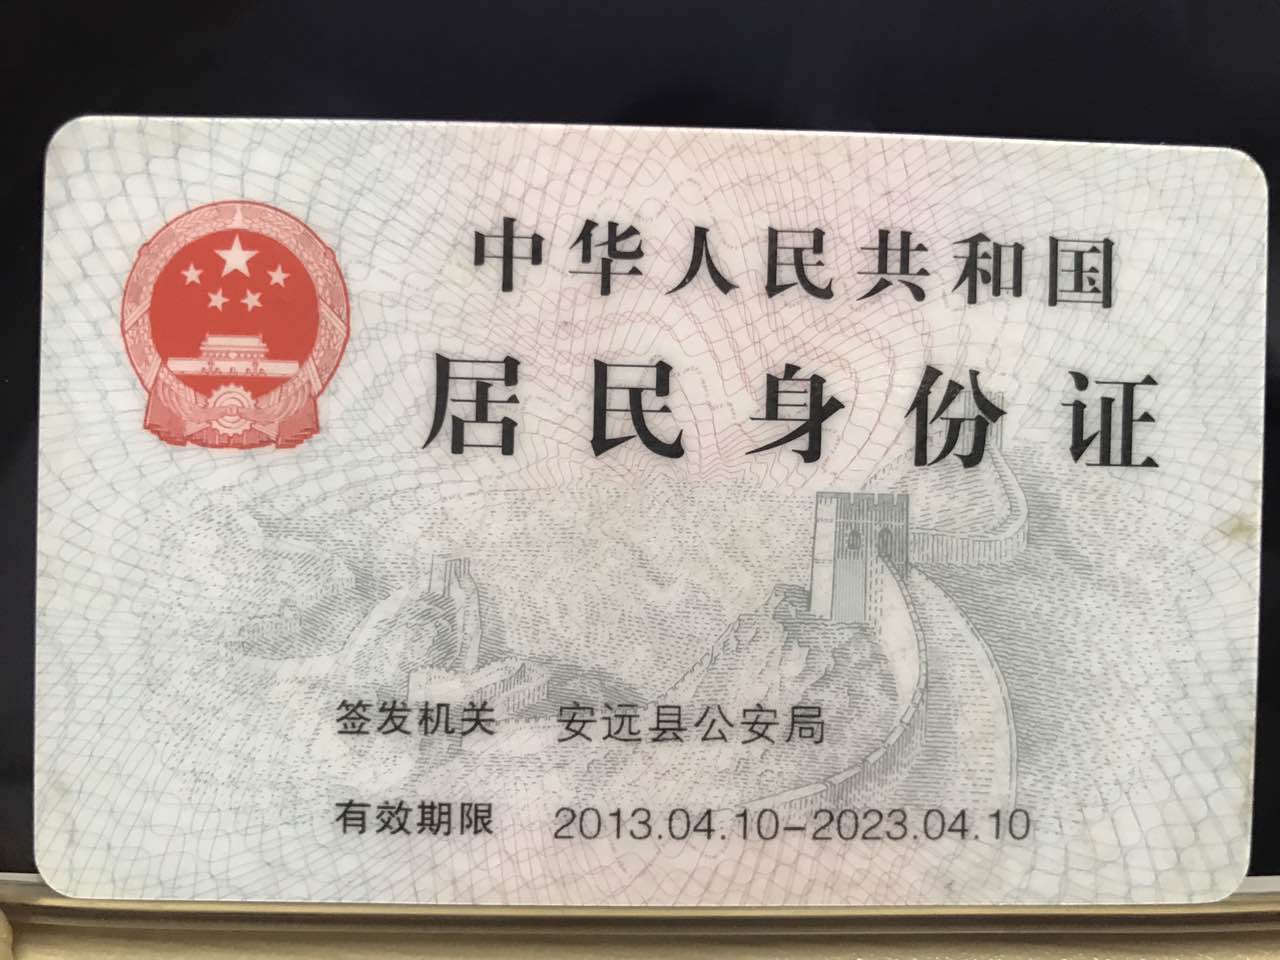 中华人民共和国
居民身份证
签发机关 安远县公安局
有效期限 2013.04.10-2023.04.10